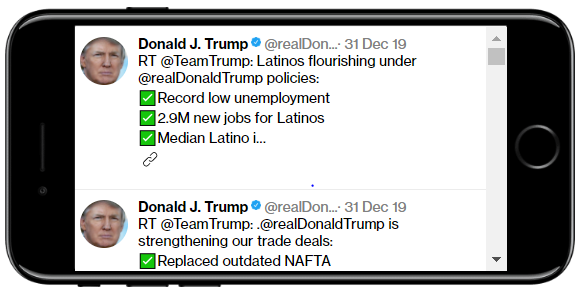 Donald J. Trump @realDon...· 31 Dec 19
RT @TeamTrump: Latinos flourishing under
@realDonaldTrump policies:
✅Record low unemployment
✅2.9M new jobs for Latinos
✅Median Latino i...
Donald J. Trump @realDon...· 31 Dec 19
RT @TeamTrump: .@realDonaldTrump is
strengthening our trade deals:
✅Replaced outdated NAFTA